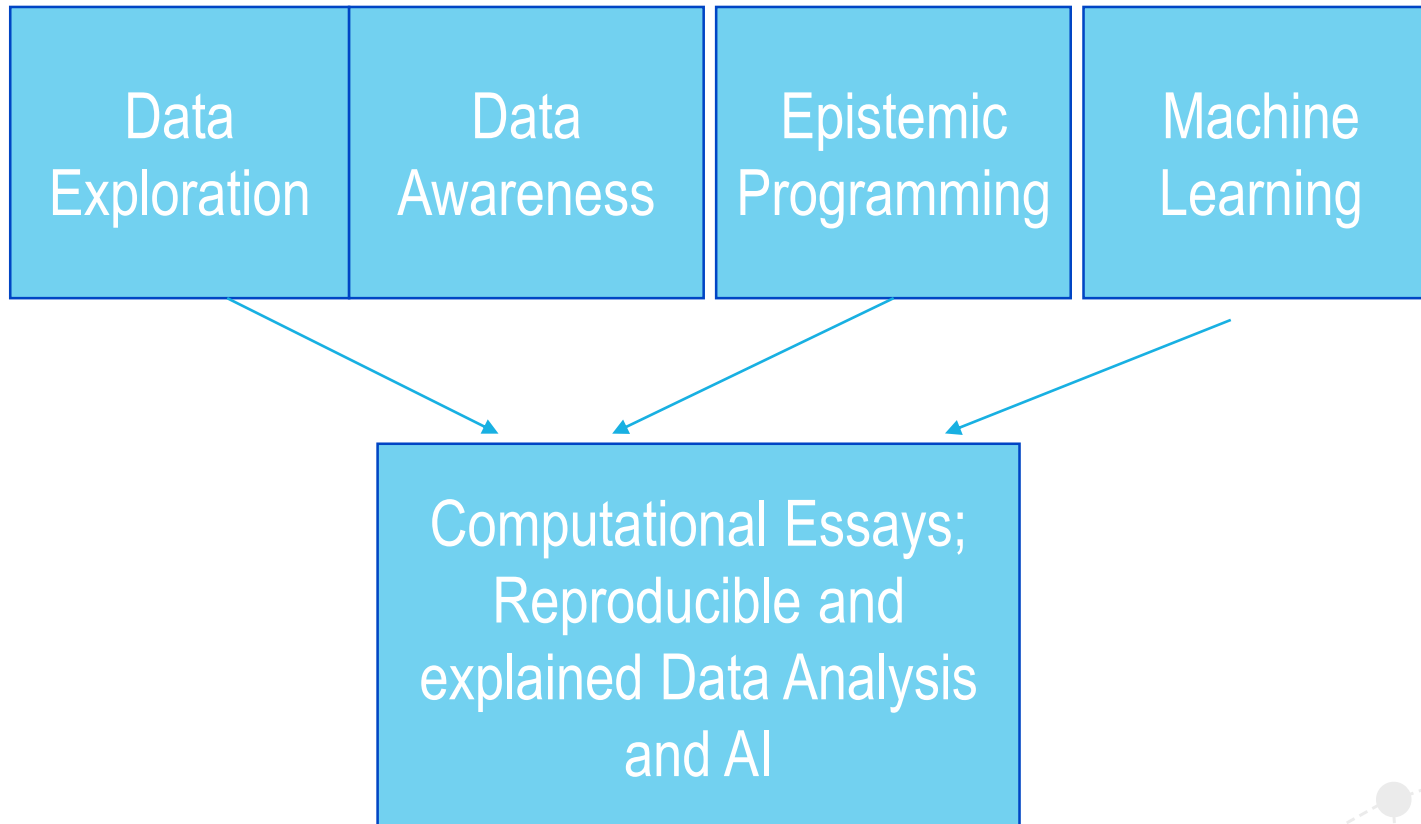 Data
Exploration
Data
Awareness
Epistemic
Programming
Machine
Learning
Computational Essays;
Reproducible and
explained Data Analysis
and AI